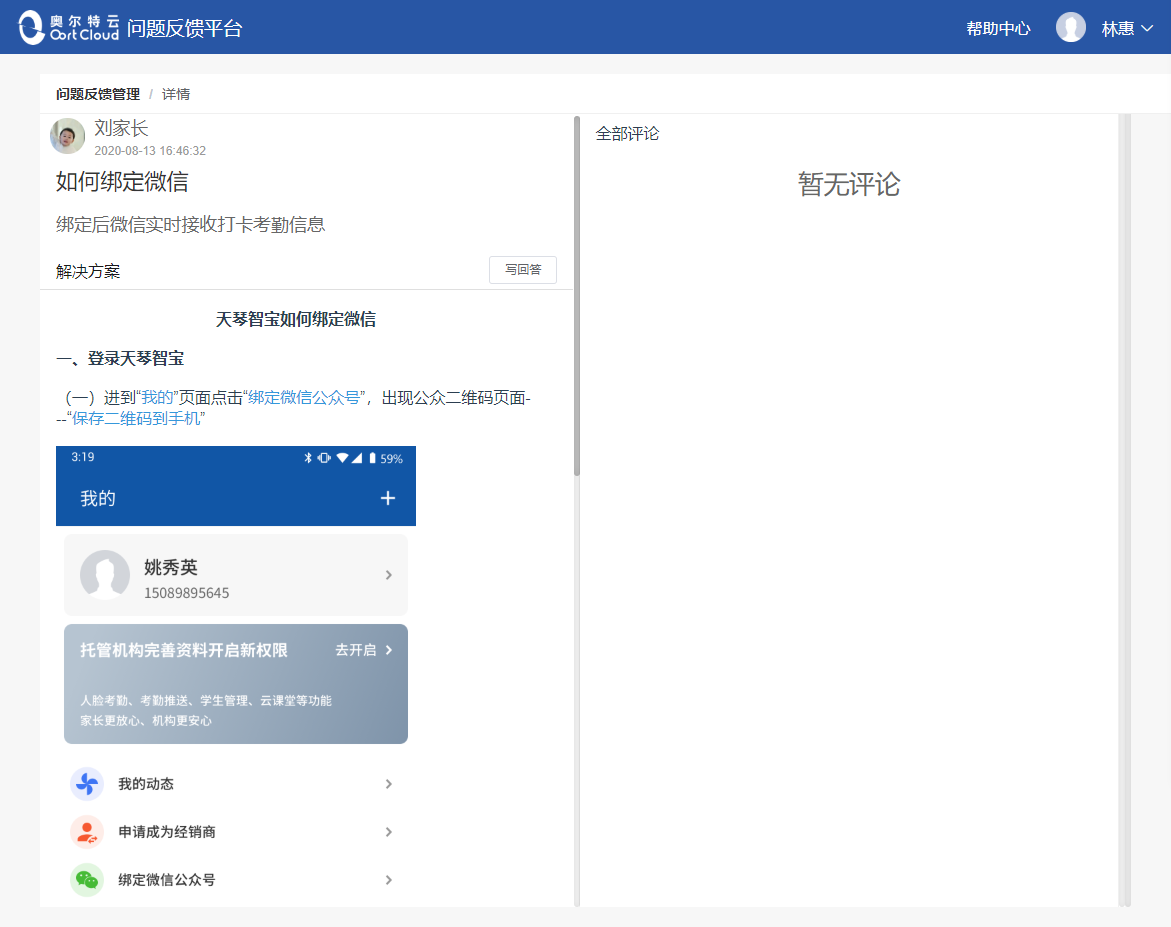 奥尔特云
OortCloud
问题反馈平台
帮助中心
林惠
问题反馈管理 / 详情
刘家长
2020-08-13 16:46:32
如何绑定微信
绑定后微信实时接收打卡考勤信息
解决方案
写回答
天琴智宝如何绑定微信
一、登录天琴智宝
（一）进到“我的”页面点击“绑定微信公众号”，出现公众二维码页面-
--“保存二维码到手机”
3:19
59%
我的
姚秀英
15089895645
托管机构完善资料开启新权限
去开启
人脸考勤、考勤推送、学生管理、云课堂等功能
家长更放心、机构更安心
我的动态
申请成为经销商
绑定微信公众号
全部评论
暂无评论